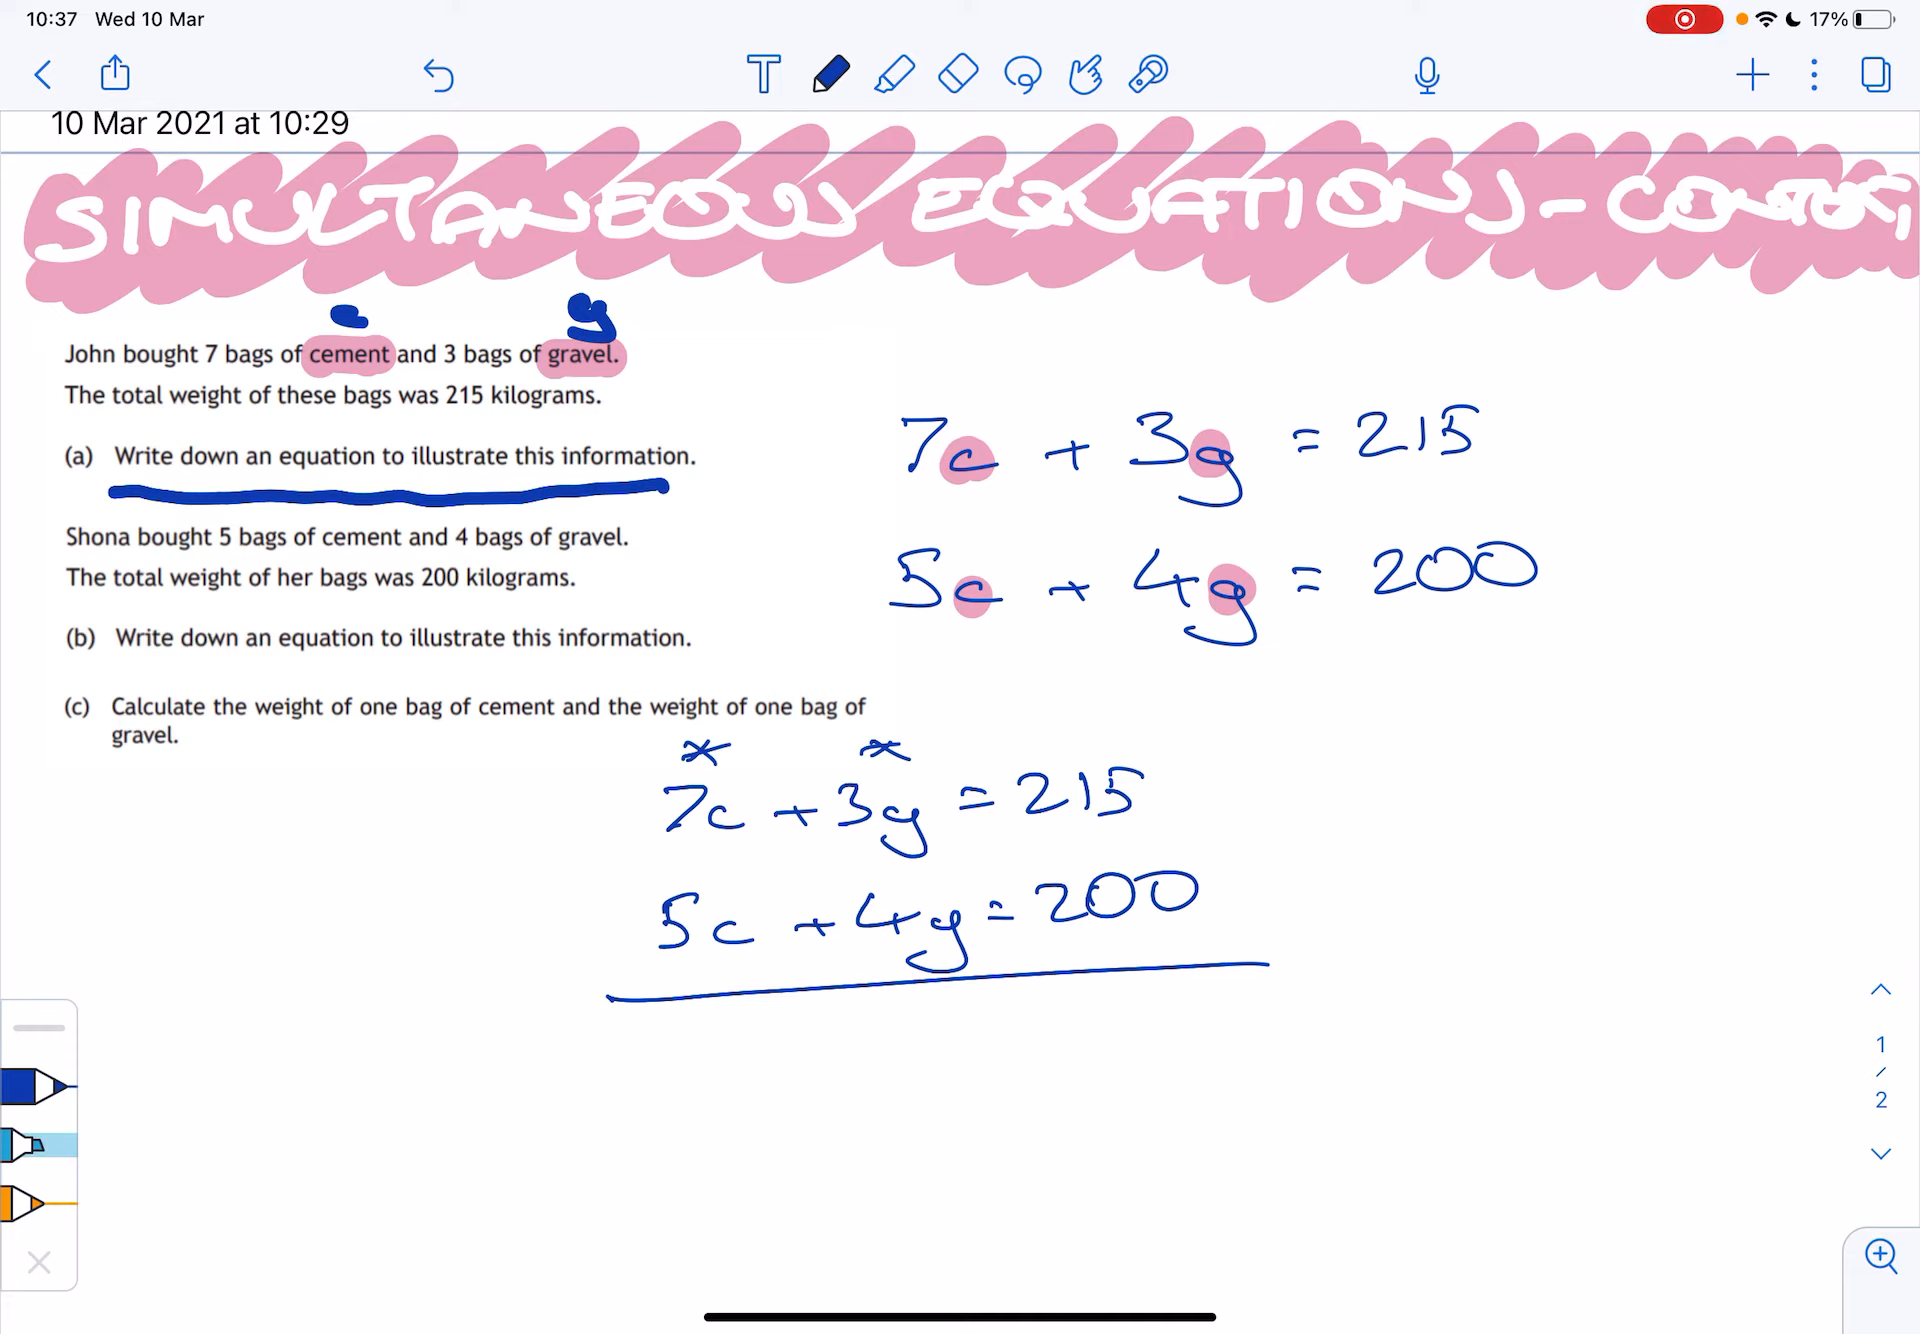 10:37 Wed 10 Mar
17%
T
10 Mar 2021 at 10:29
SIMULTANEOUS EQUATIONS -
c
g
John bought 7 bags of cement and 3 bags of gravel.
The total weight of these bags was 215 kilograms.
7c + 3g = 215
(a) Write down an equation to illustrate this information.
Shona bought 5 bags of cement and 4 bags of gravel.
The total weight of her bags was 200 kilograms.
5c + 4g = 200
(b) Write down an equation to illustrate this information.
(c) Calculate the weight of one bag of cement and the weight of one bag of
gravel.
* *
7c + 3g = 215
5c + 4g = 200
1
/
2